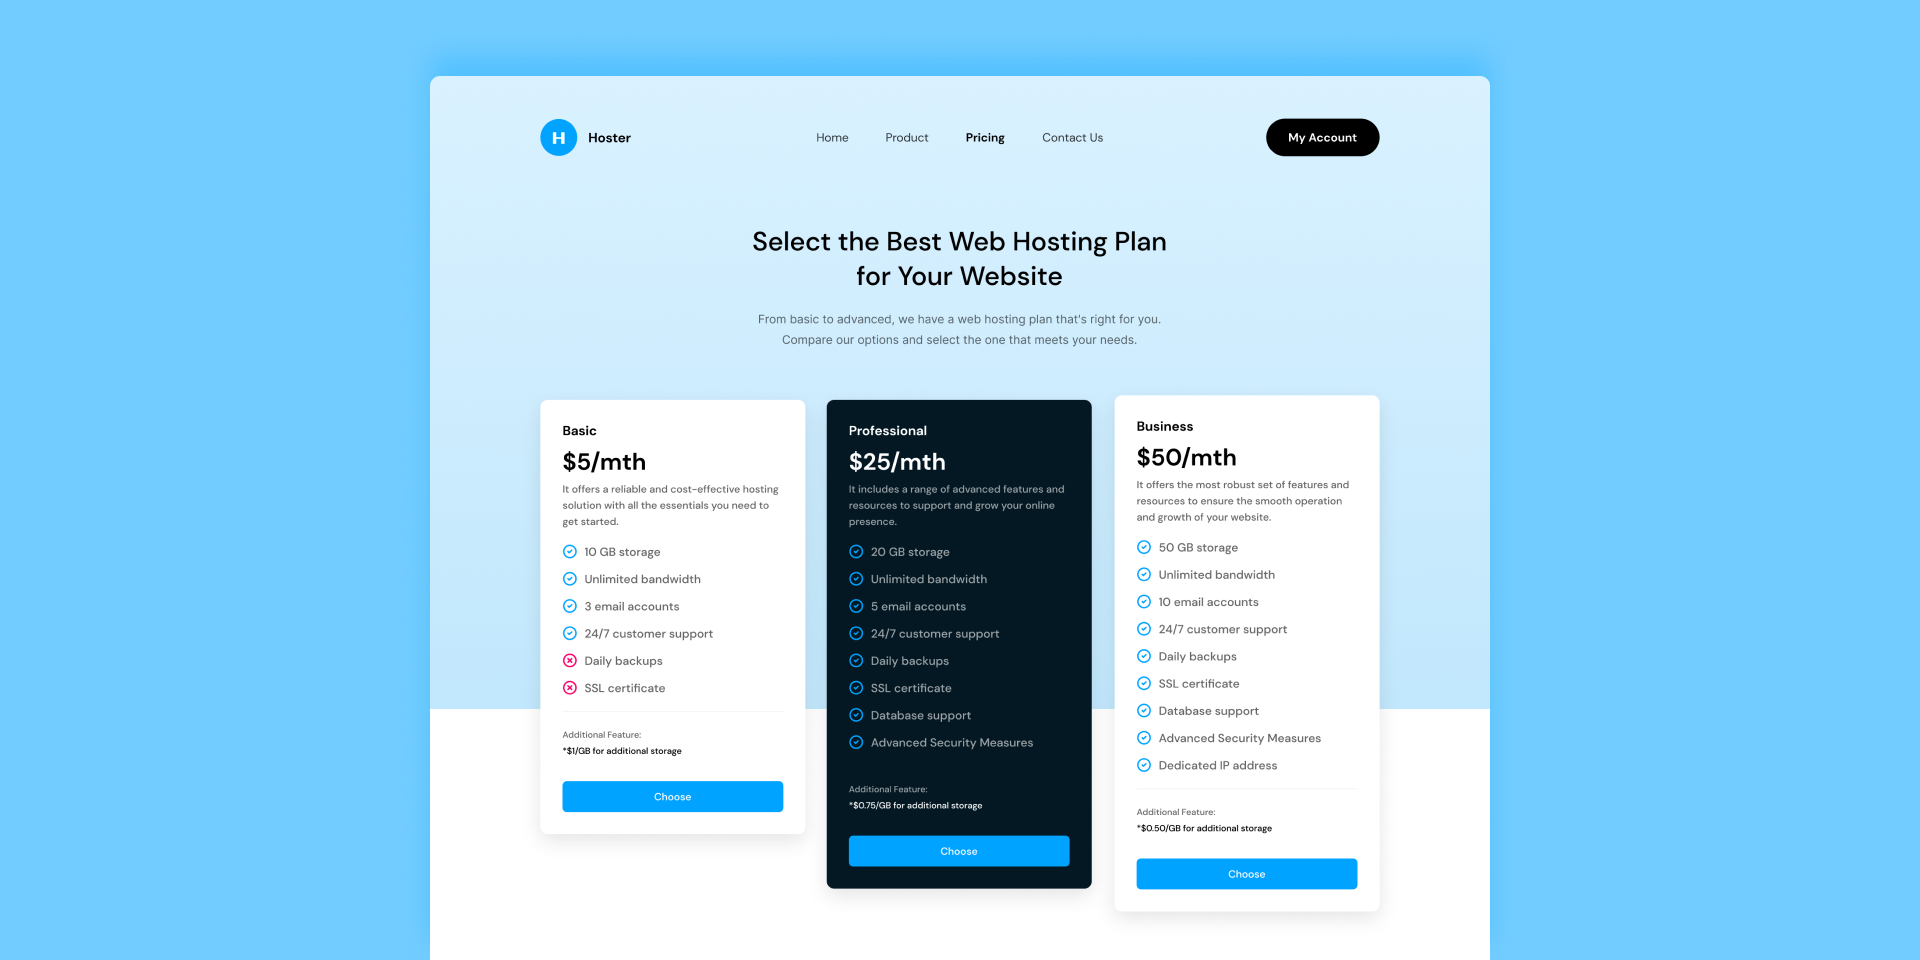 H
Hoster
Home
Product
Pricing
Contact Us
My Account
Select the Best Web Hosting Plan
for Your Website
From basic to advanced, we have a web hosting plan that's right for you.
Compare our options and select the one that meets your needs.
Basic
$5/mth
It offers a reliable and cost-effective hosting
solution with all the essentials you need to
get started.
10 GB storage
Unlimited bandwidth
3 email accounts
24/7 customer support
Daily backups
SSL certificate
Additional Feature:
*$1/GB for additional storage
Choose
Professional
$25/mth
It includes a range of advanced features and
resources to support and grow your online
presence.
20 GB storage
Unlimited bandwidth
5 email accounts
24/7 customer support
Daily backups
SSL certificate
Database support
Advanced Security Measures
Additional Feature:
*$0.75/GB for additional storage
Choose
Business
$50/mth
It offers the most robust set of features and
resources to ensure the smooth operation
and growth of your website.
50 GB storage
Unlimited bandwidth
10 email accounts
24/7 customer support
Daily backups
SSL certificate
Database support
Advanced Security Measures
Dedicated IP address
Additional Feature:
*$0.50/GB for additional storage
Choose